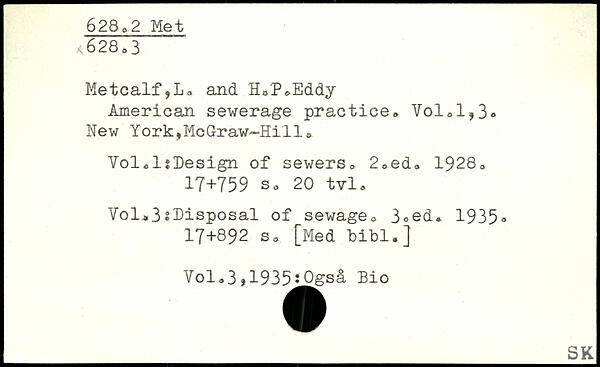 628.2 Met
x628.3
Metcalf,L. and H.P.Eddy
American sewerage practice. Vol.1,3.
New York,McGraw-Hill.
Vol.1:Design of sewers. 2.ed. 1928.
17+759 s. 20 tvl.
Vol.3:Disposal of sewage. 3.ed. 1935.
17+892 s. [Med bibl.]
Vol.3,1935:Også Bio
SK